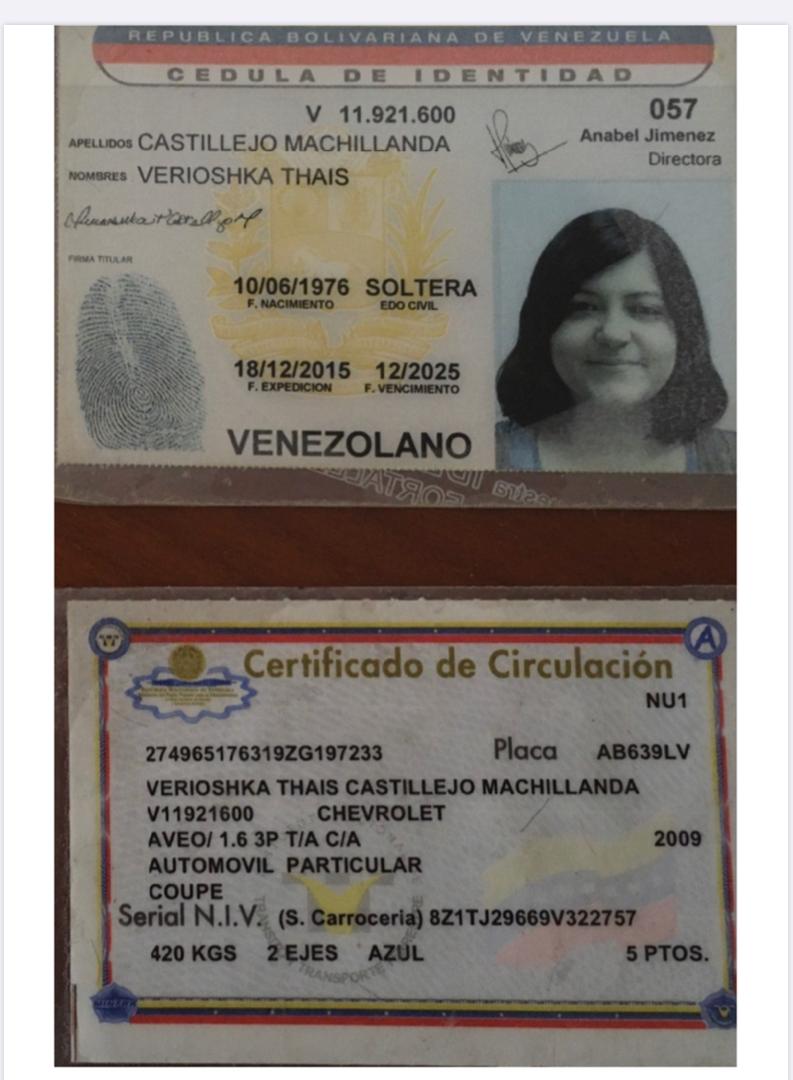 REPUBLICA BOLIVARIANA DE VENEZUELA
CEDULA DE IDENTIDAD
V 11.921.600
057
Anabel Jimenez
Directora
APELLIDOS CASTILLEJO MACHILLANDA
NOMBRES VERIOSHKA THAIS
FIRMA TITULAR
10/06/1976 SOLTERA
F. NACIMIENTO EDO CIVIL
18/12/2015 12/2025
F. EXPEDICION F. VENCIMIENTO
VENEZOLANO
Certificado de Circulación
NU1
274965176319ZG197233 Placa AB639LV
VERIOSHKA THAIS CASTILLEJO MACHILLANDA
V11921600 CHEVROLET
AVEO/ 1.6 3P T/A C/A 2009
AUTOMOVIL PARTICULAR
COUPE
Serial N.I.V. (S. Carroceria) 8Z1TJ29669V322757
420 KGS 2 EJES AZUL 5 PTOS.